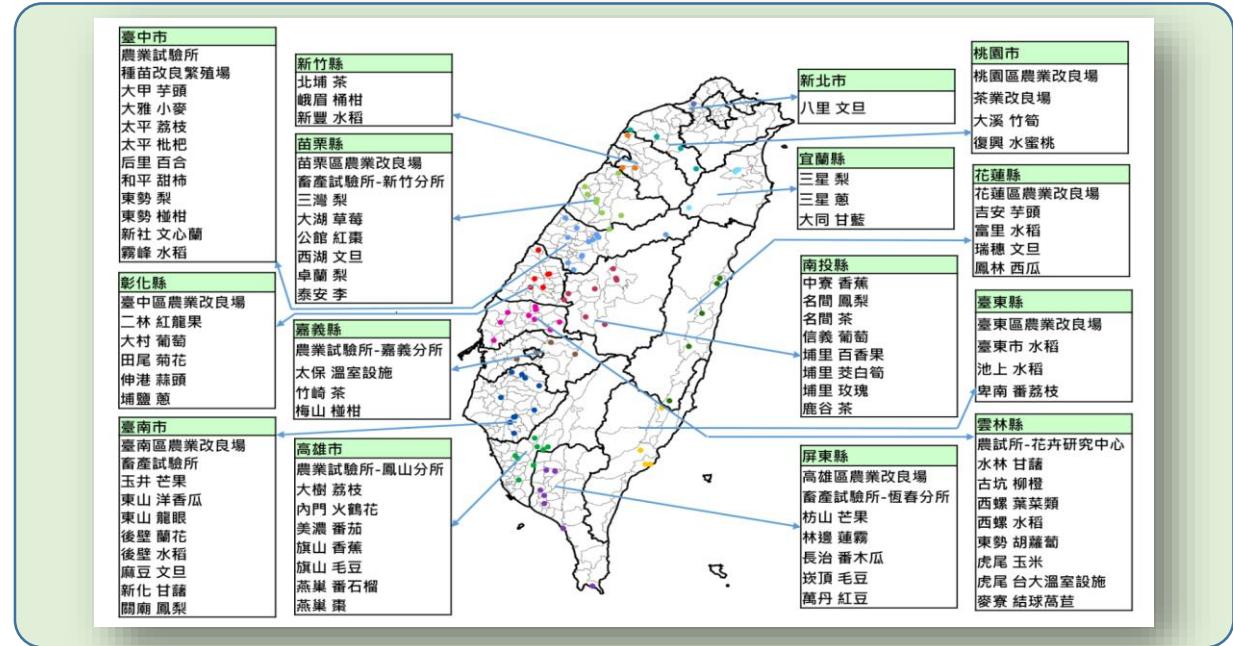 臺中市
農業試驗所
種苗改良繁殖場
大甲 芋頭
大雅 小麥
太平 荔枝
太平 枇杷
后里 百合
和平 甜柿
東勢 梨
東勢 椪柑
新社 文心蘭
霧峰 水稻
彰化縣
臺中區農業改良場
二林 紅龍果
大村 葡萄
田尾 菊花
伸港 蒜頭
埔鹽 蔥
臺南市
臺南區農業改良場
畜產試驗所
玉井 芒果
東山 洋香瓜
東山 龍眼
後壁 蘭花
後壁 水稻
麻豆 文旦
新化 甘藷
關廟 鳳梨
新竹縣
北埔 茶
峨眉 桶柑
新豐 水稻
苗栗縣
苗栗區農業改良場
畜產試驗所-新竹分所
三灣 梨
大湖 草莓
公館 紅棗
西湖 文旦
卓蘭 梨
泰安 李
嘉義縣
農業試驗所-嘉義分所
太保 溫室設施
竹崎 茶
梅山 椪柑
高雄市
農業試驗所-鳳山分所
大樹 荔枝
內門 火鶴花
美濃 番茄
旗山 香蕉
旗山 毛豆
燕巢 番石榴
燕巢 棗
新北市
八里 文旦
宜蘭縣
三星 梨
三星 蔥
大同 甘藍
南投縣
中寮 香蕉
名間 鳳梨
名間 茶
信義 葡萄
埔里 百香果
埔里 茭白筍
埔里 玫瑰
鹿谷 茶
屏東縣
高雄區農業改良場
畜產試驗所-恆春分所
枋山 芒果
林邊 蓮霧
長治 番木瓜
崁頂 毛豆
萬丹 紅豆
桃園市
桃園區農業改良場
茶業改良場
大溪 竹筍
復興 水蜜桃
花蓮縣
花蓮區農業改良場
吉安 芋頭
富里 水稻
瑞穗 文旦
鳳林 西瓜
臺東縣
臺東區農業改良場
臺東市 水稻
池上 水稻
卑南 番荔枝
雲林縣
農試所-花卉研究中心
水林 甘藷
古坑 柳橙
西螺 葉菜類
西螺 水稻
東勢 胡蘿蔔
虎尾 玉米
虎尾 台大溫室設施
麥寮 結球萵苣